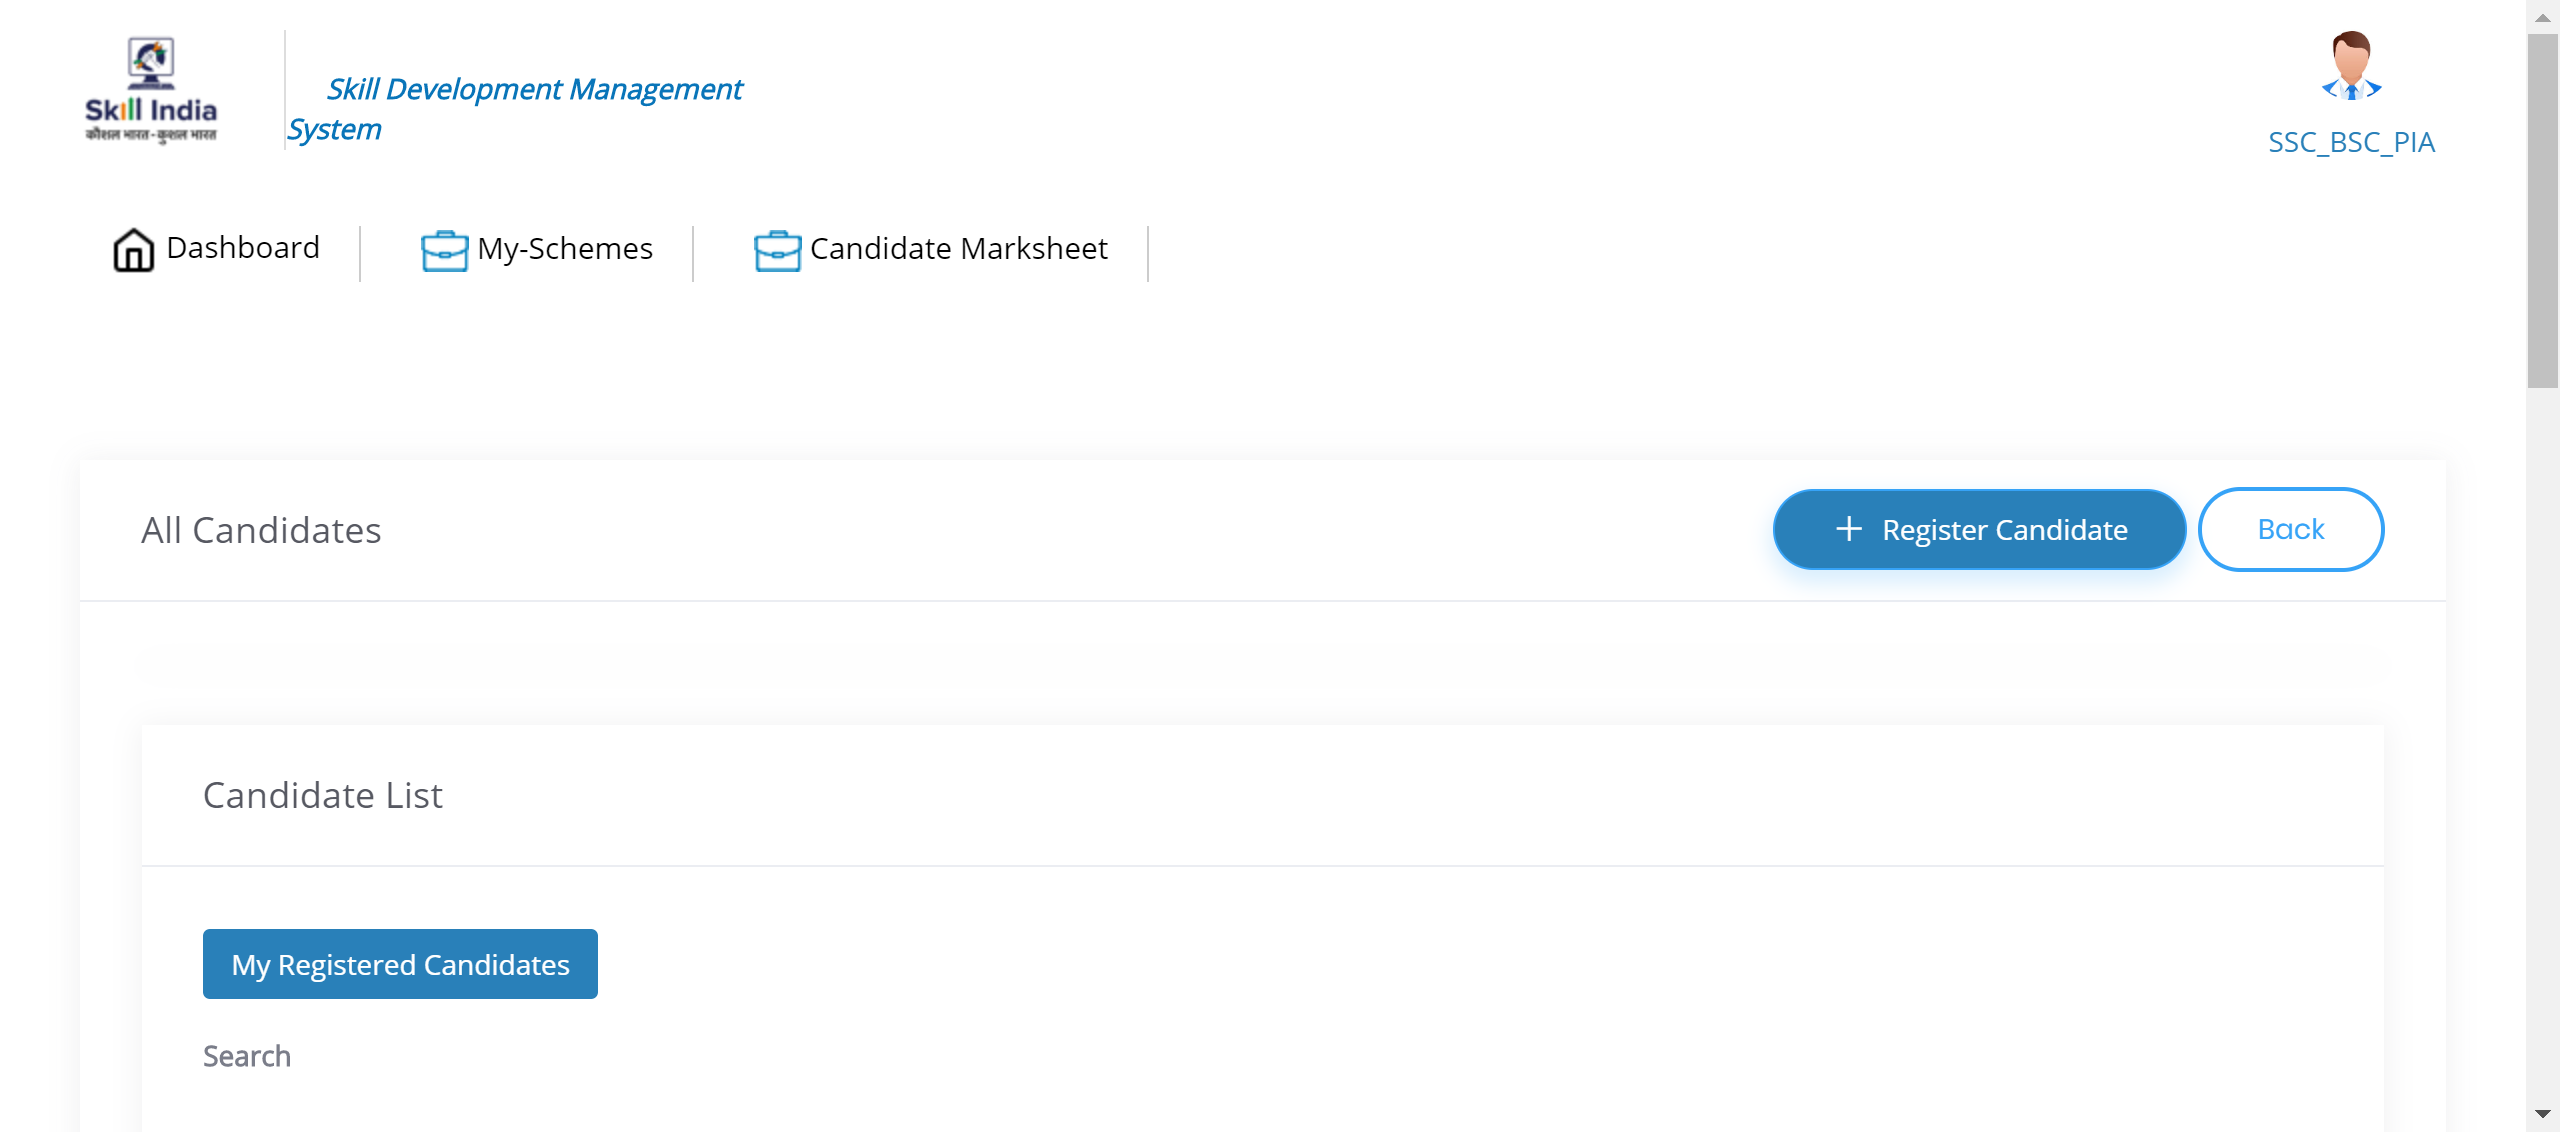 Skill India
कौशल भारत - कुशल भारत
Skill Development Management
System
SSC_BSC_PIA
Dashboard
My-Schemes
Candidate Marksheet
All Candidates
Register Candidate
Back
Candidate List
My Registered Candidates
Search